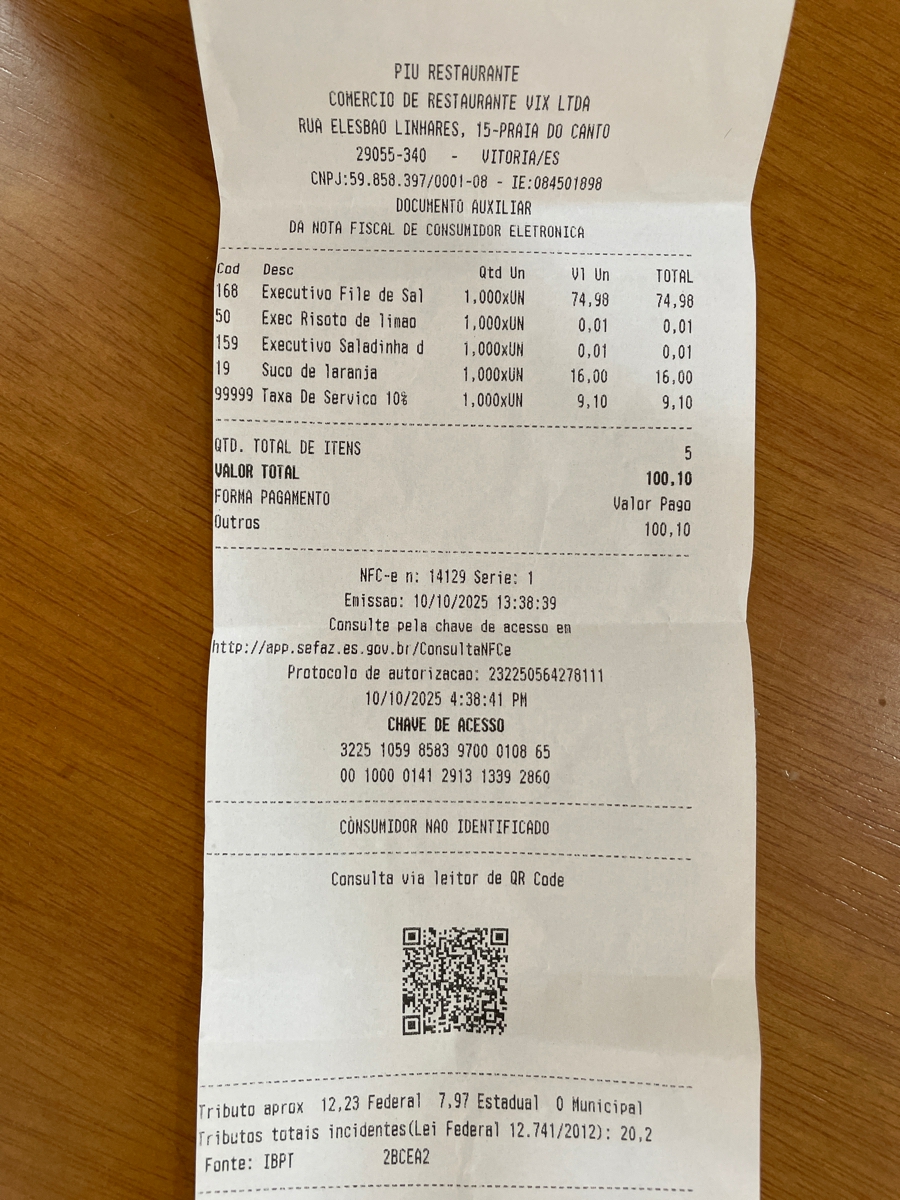 PIU RESTAURANTE
COMERCIO DE RESTAURANTE VIX LTDA
RUA ELESBAO LINHARES, 15-PRAIA DO CANTO
29055-340 - VITORIA/ES
CNPJ:59.858.397/0001-08 - IE:084501898
DOCUMENTO AUXILIAR
DA NOTA FISCAL DE CONSUMIDOR ELETRONICA
Cod Desc Qtd Un Vl Un TOTAL
168 Executivo File de Sal 1,000xUN 74,98 74,98
50 Exec Risoto de limao 1,000xUN 0,01 0,01
159 Executivo Saladinha d 1,000xUN 0,01 0,01
19 Suco de laranja 1,000xUN 16,00 16,00
99999 Taxa De Servico 10% 1,000xUN 9,10 9,10
QTD. TOTAL DE ITENS 5
VALOR TOTAL 100,10
FORMA PAGAMENTO Valor Pago
Outros 100,10
NFC-e n: 14129 Serie: 1
Emissao: 10/10/2025 13:38:39
Consulte pela chave de acesso em
http://app.sefaz.es.gov.br/ConsultaNFCe
Protocolo de autorizacao: 232250564278111
10/10/2025 4:38:41 PM
CHAVE DE ACESSO
3225 1059 8583 9700 0108 65
00 1000 0141 2913 1339 2860
CONSUMIDOR NAO IDENTIFICADO
Consulta via leitor de QR Code
Tributo aprox 12,23 Federal 7,97 Estadual 0 Municipal
Tributos totais incidentes(Lei Federal 12.741/2012): 20,2
Fonte: IBPT 2BCEA2